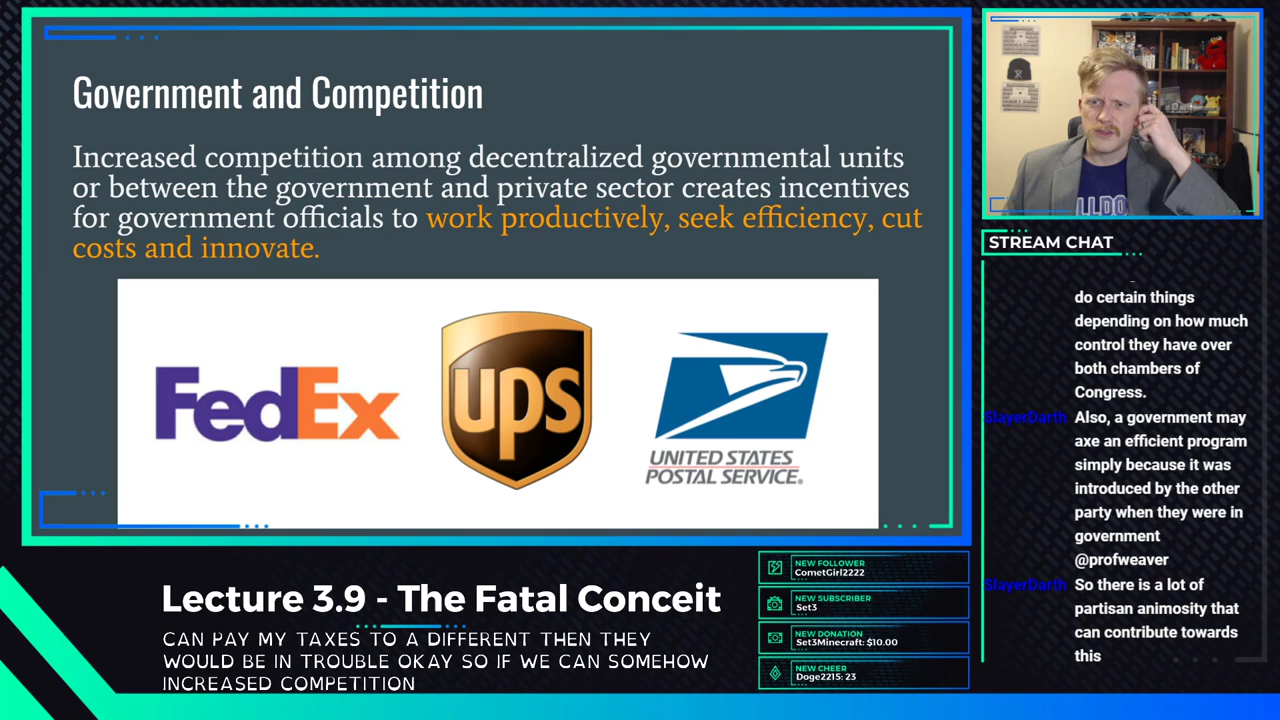 Government and Competition
Increased competition among decentralized governmental units
or between the government and private sector creates incentives
for government officials to work productively, seek efficiency, cut
costs and innovate.
FedEx
ups
UNITED STATES
POSTAL SERVICE®
LLDO
STREAM CHAT
do certain things
depending on how much
control they have over
both chambers of
Congress.
SlayerDarth Also, a government may
axe an efficient program
simply because it was
introduced by the other
party when they were in
government
@profweaver
SlayerDarth So there is a lot of
partisan animosity that
can contribute towards
this
Lecture 3.9 - The Fatal Conceit
CAN PAY MY TAXES TO A DIFFERENT THEN THEY
WOULD BE IN TROUBLE OKAY SO IF WE CAN SOMEHOW
INCREASED COMPETITION
NEW FOLLOWER
CometGirl2222
NEW SUBSCRIBER
Set3
NEW DONATION
Set3Minecraft: $10.00
NEW CHEER
Doge2215: 23